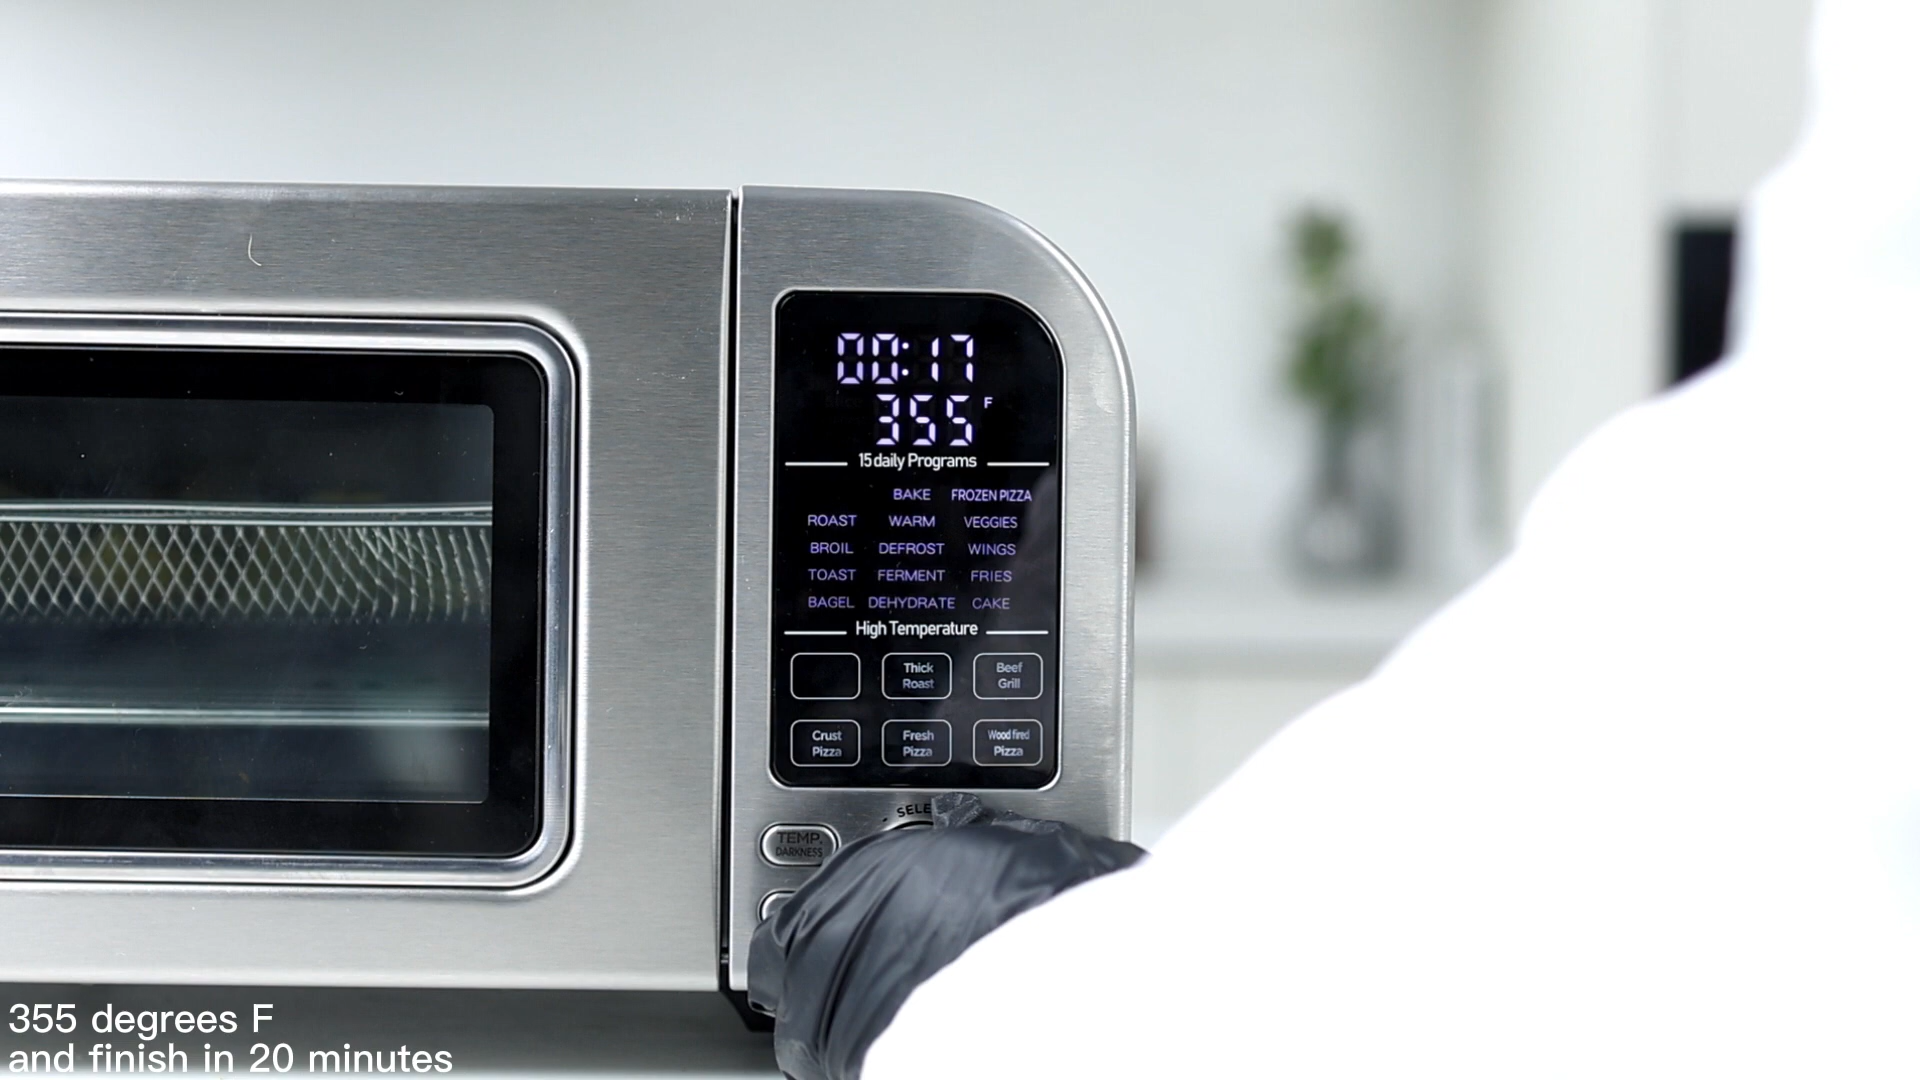 00:17
355 F
15 daily Programs
BAKE FROZEN PIZZA
ROAST WARM VEGGIES
BROIL DEFROST WINGS
TOAST FERMENT FRIES
BAGEL DEHYDRATE CAKE
High Temperature
Thick Roast
Beef Grill
Crust Pizza
Fresh Pizza
Wood fired Pizza
TEMP.
DARKNESS
355 degrees F
and finish in 20 minutes